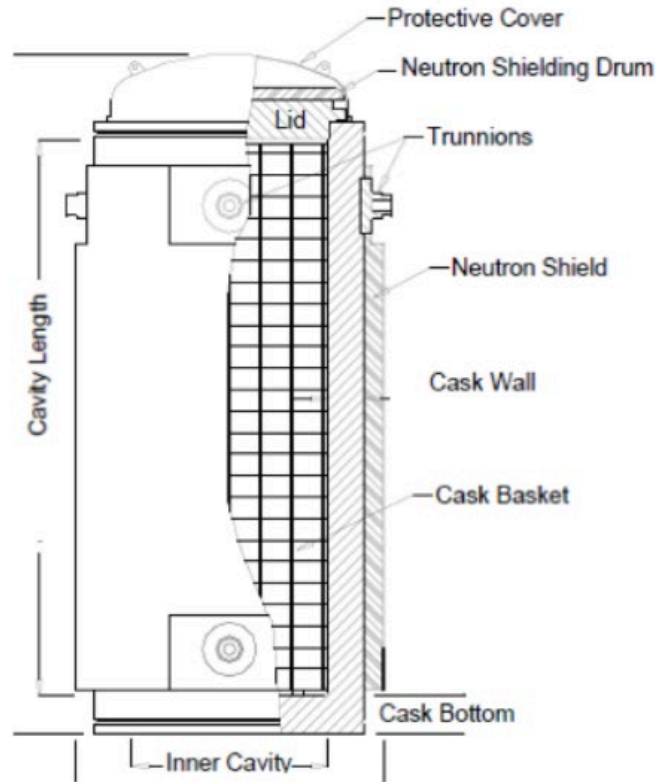 Protective Cover
Neutron Shielding Drum
Lid
Trunnions
Neutron Shield
Cavity Length
Cask Wall
Cask Basket
Cask Bottom
Inner Cavity